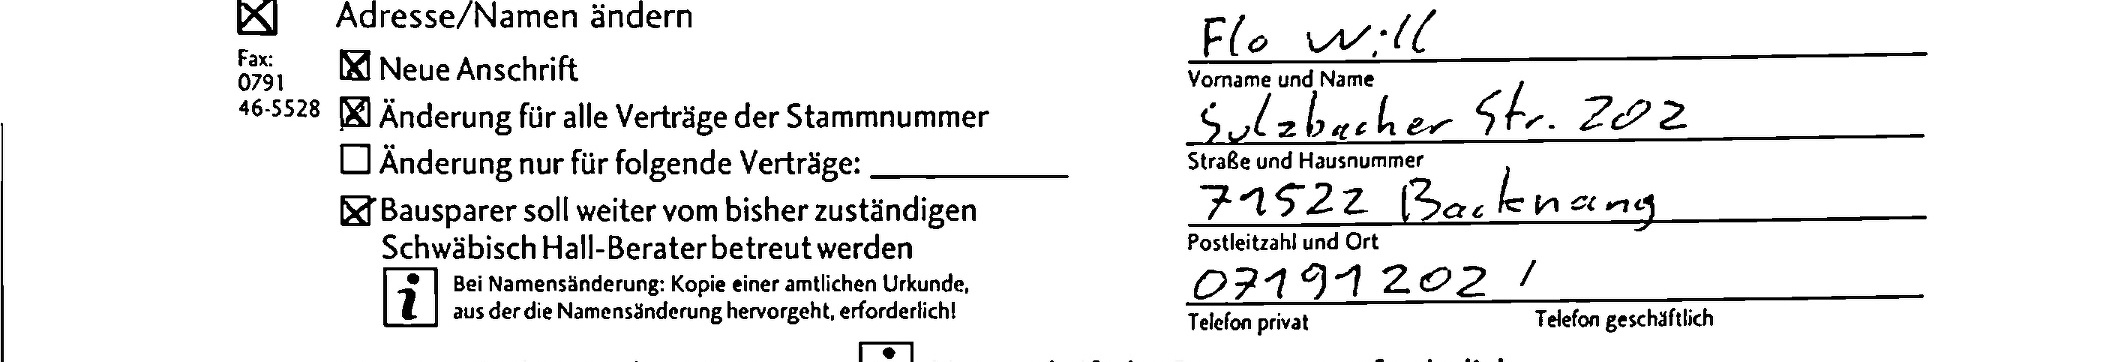 Adresse/Namen ändern
Fax:
0791
46-5528
Neue Anschrift
Änderung für alle Verträge der Stammnummer
Änderung nur für folgende Verträge:
Bausparer soll weiter vom bisher zuständigen
Schwäbisch Hall-Berater betreut werden
Bei Namensänderung: Kopie einer amtlichen Urkunde,
aus der die Namensänderung hervorgeht, erforderlich!
Flo Will
Vorname und Name
Sulzbacher Str. 202
Straße und Hausnummer
71522 Backnang
Postleitzahl und Ort
07191202 /
Telefon privat
Telefon geschäftlich